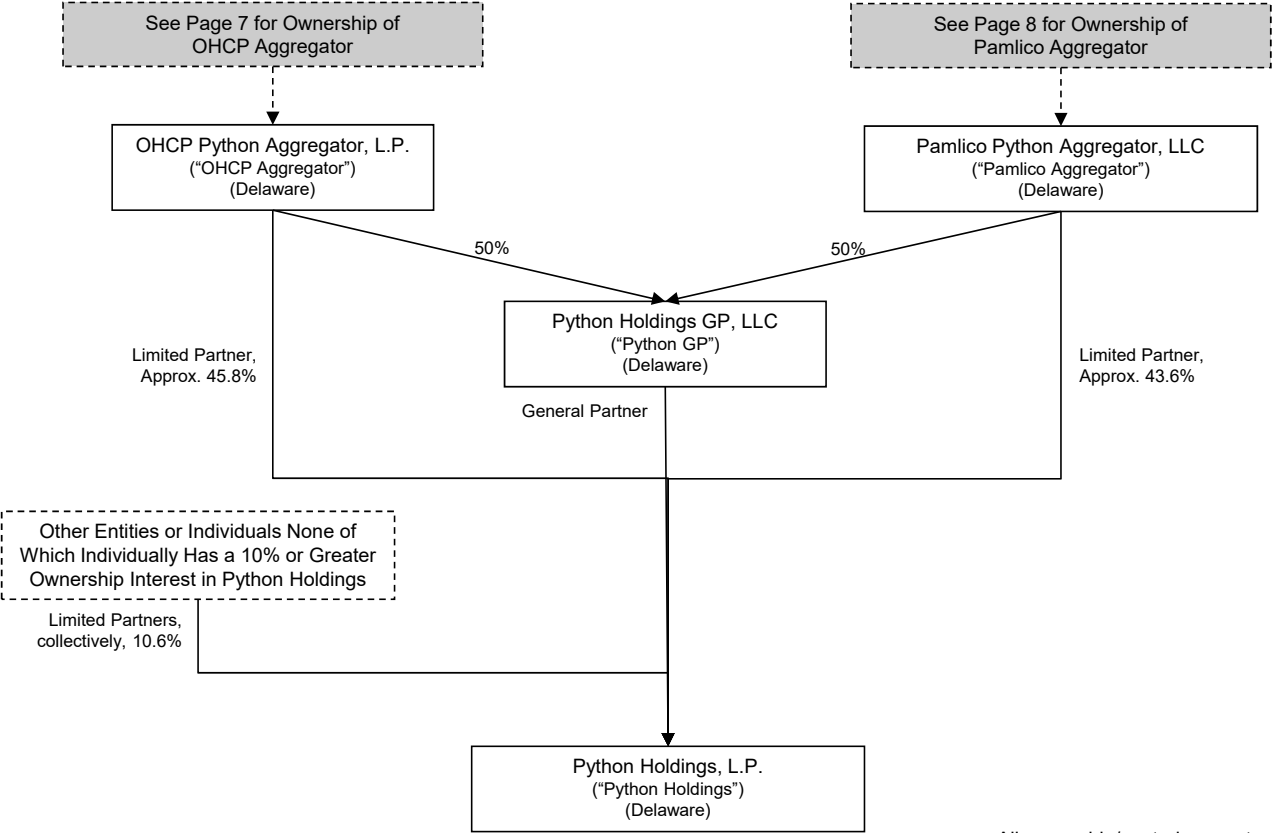 See Page 7 for Ownership of
OHCP Aggregator
See Page 8 for Ownership of
Pamlico Aggregator
OHCP Python Aggregator, L.P.
(“OHCP Aggregator”)
(Delaware)
Pamlico Python Aggregator, LLC
(“Pamlico Aggregator”)
(Delaware)
50%
50%
Python Holdings GP, LLC
(“Python GP”)
(Delaware)
Limited Partner,
Approx. 45.8%
Limited Partner,
Approx. 43.6%
General Partner
Other Entities or Individuals None of
Which Individually Has a 10% or Greater
Ownership Interest in Python Holdings
Limited Partners,
collectively, 10.6%
Python Holdings, L.P.
(“Python Holdings”)
(Delaware)